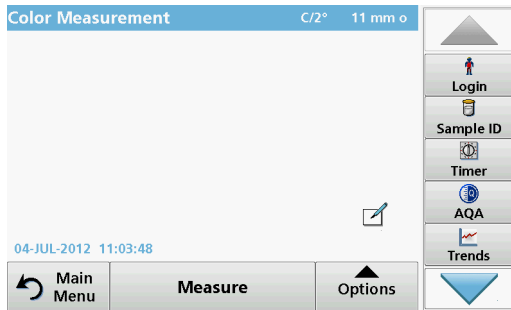 Color Measurement C/2° 11 mm o
Login
Sample ID
Timer
AQA
Trends
04-JUL-2012 11:03:48
Main
Menu
Measure
Options